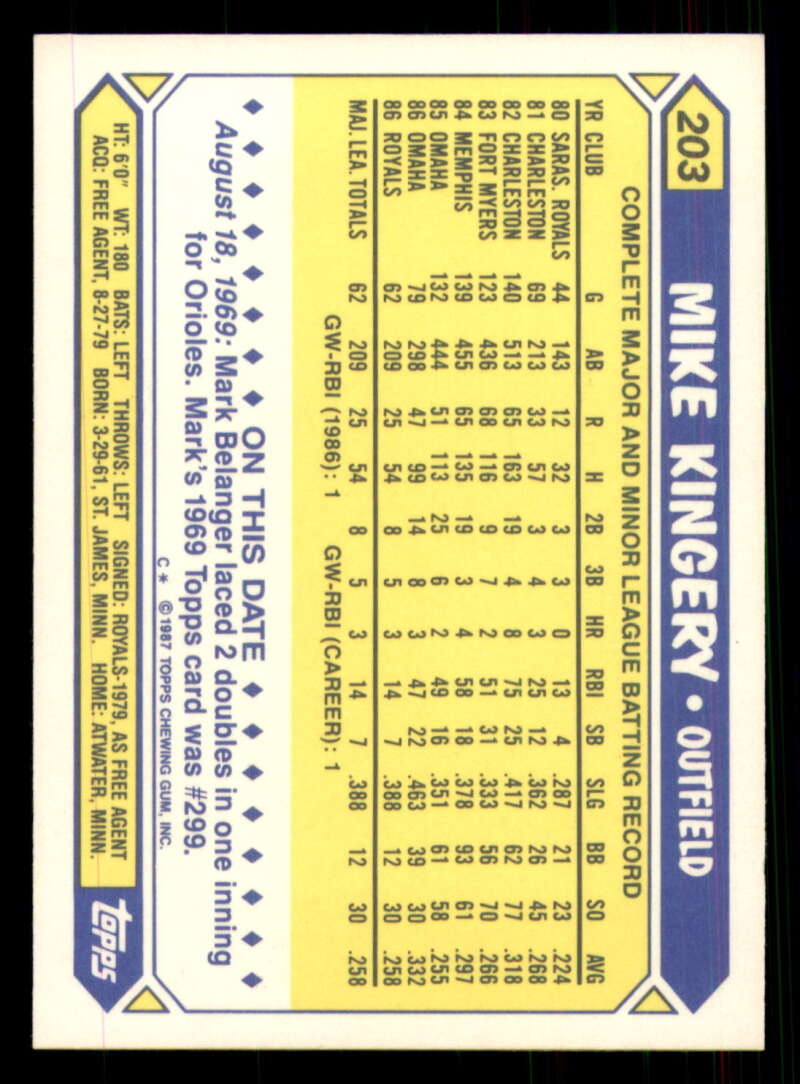 203 MIKE KINGERY • OUTFIELD
COMPLETE MAJOR AND MINOR LEAGUE BATTING RECORD
YR CLUB G AB R H 2B 3B HR RBI SB SLG BB SO AVG
80 SARAS. ROYALS 44 143 12 32 3 3 0 13 4 .287 21 23 .224
81 CHARLESTON 69 213 33 57 3 4 3 25 12 .362 26 45 .268
82 CHARLESTON 140 513 65 163 19 4 8 75 25 .417 62 77 .318
83 FORT MYERS 123 436 68 116 9 7 2 51 31 .333 56 70 .266
84 MEMPHIS 139 455 65 135 19 3 4 58 18 .378 93 61 .297
85 OMAHA 132 444 51 113 25 6 2 49 16 .351 61 58 .255
86 OMAHA 79 298 47 99 14 8 3 47 22 .483 39 30 .332
86 ROYALS 62 209 25 54 8 5 3 14 7 .388 12 30 .258
MAJ. LEA. TOTALS 62 209 25 54 8 5 3 14 7 .388 12 30 .258
GW-RBI (1986): 1 GW-RBI (CAREER): 1
ON THIS DATE
August 18, 1969: Mark Belanger laced 2 doubles in one inning
for Orioles. Mark's 1969 Topps card was #299.
C * ©1987 TOPPS CHEWING GUM, INC.
HT: 6'0" WT: 180 BATS: LEFT THROWS: LEFT SIGNED: ROYALS-1979, AS FREE AGENT
ACQ: FREE AGENT, 8-27-79 BORN: 3-29-61, ST. JAMES, MINN. HOME: ATWATER, MINN.
topps